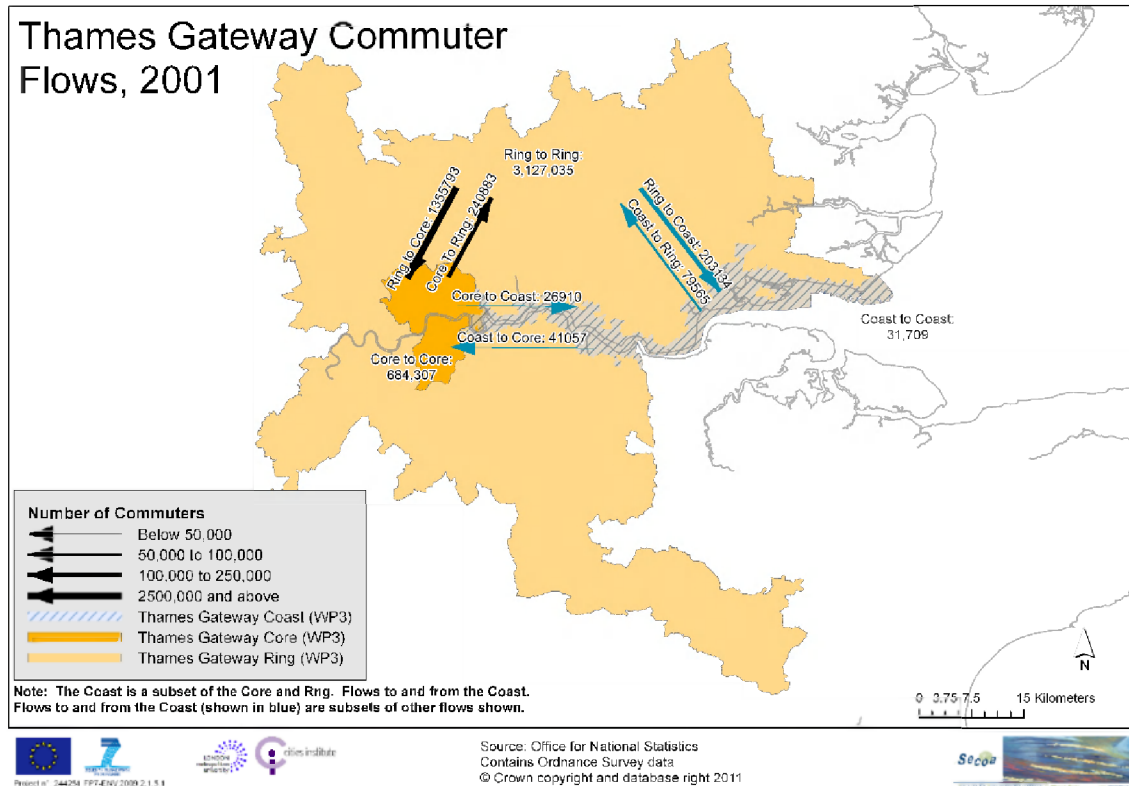 Thames Gateway Commuter
Flows, 2001
Ring to Ring:
3,127,035
Ring to Core: 1355793
Core To Ring: 240883
Ring to Coast: 203134
Coast to Ring: 79565
Core to Coast: 26910
Coast to Core: 41057
Coast to Coast:
31,709
Core to Core:
684,307
Number of Commuters
Below 50,000
50,000 to 100,000
100,000 to 250,000
2500,000 and above
Thames Gateway Coast (WP3)
Thames Gateway Core (WP3)
Thames Gateway Ring (WP3)
Note: The Coast is a subset of the Core and Rng. Flows to and from the Coast.
Flows to and from the Coast (shown in blue) are subsets of other flows shown.
N
0 3.75 7.5 15 Kilometers
cities institute
Source: Office for National Statistics
Contains Ordnance Survey data
© Crown copyright and database right 2011
Secoa